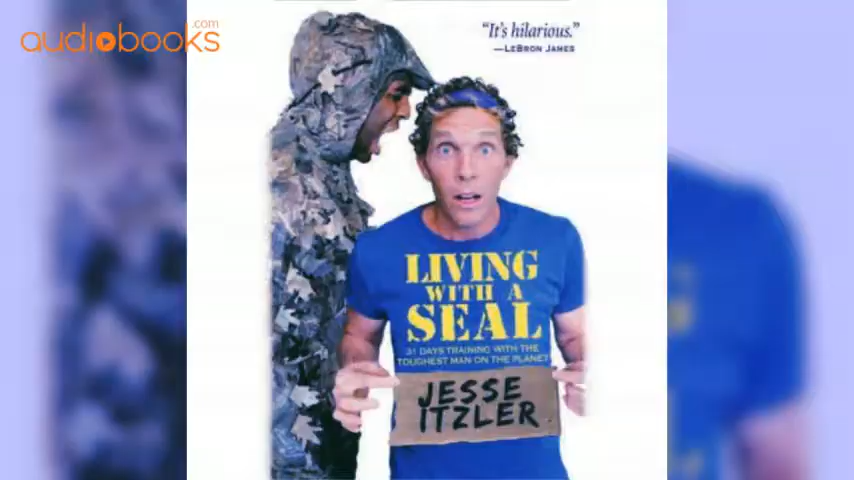 audiobooks.com
"It's hilarious."
—LeBron James
LIVING
WITH A
SEAL
31 DAYS TRAINING WITH THE
TOUGHEST MAN ON THE PLANET
JESSE
ITZLER